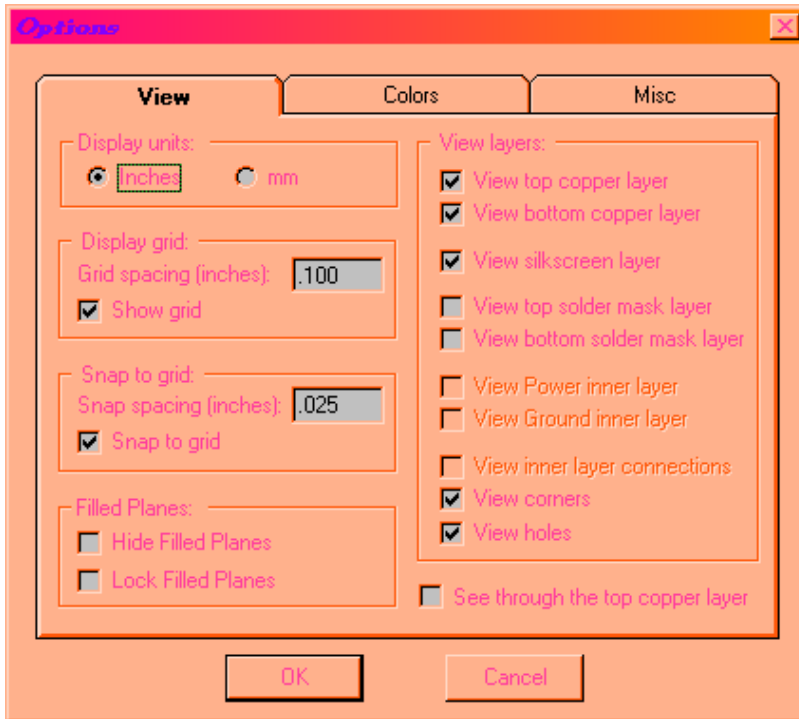 Options
View
Colors
Misc
Display units:
Inches
mm
Display grid:
Grid spacing (inches):
.100
Show grid
Snap to grid:
Snap spacing (inches):
.025
Snap to grid
Filled Planes:
Hide Filled Planes
Lock Filled Planes
View layers:
View top copper layer
View bottom copper layer
View silkscreen layer
View top solder mask layer
View bottom solder mask layer
View Power inner layer
View Ground inner layer
View inner layer connections
View corners
View holes
See through the top copper layer
OK
Cancel